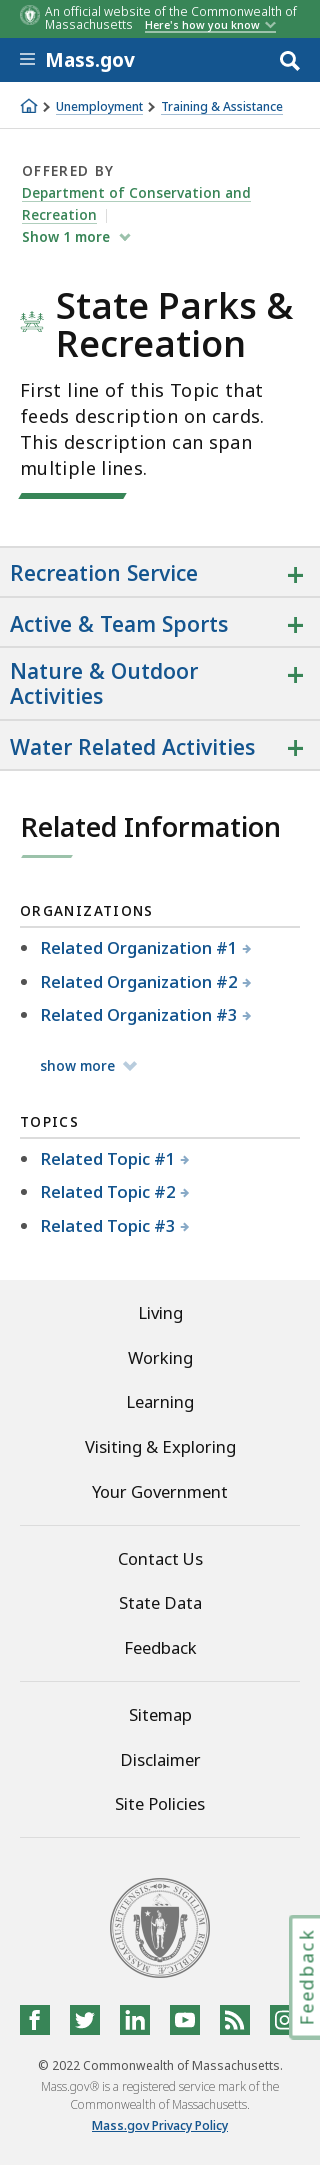 An official website of the Commonwealth of
Massachusetts Here's how you know
Mass.gov
Unemployment Training & Assistance
OFFERED BY
Department of Conservation and
Recreation
Show 1 more
State Parks &
Recreation
First line of this Topic that
feeds description on cards.
This description can span
multiple lines.
Recreation Service
Active & Team Sports
Nature & Outdoor
Activities
Water Related Activities
Related Information
ORGANIZATIONS
Related Organization #1
Related Organization #2
Related Organization #3
show more
TOPICS
Related Topic #1
Related Topic #2
Related Topic #3
Living
Working
Learning
Visiting & Exploring
Your Government
Contact Us
State Data
Feedback
Sitemap
Disclaimer
Site Policies
Feedback
© 2022 Commonwealth of Massachusetts.
Mass.gov® is a registered service mark of the
Commonwealth of Massachusetts.
Mass.gov Privacy Policy